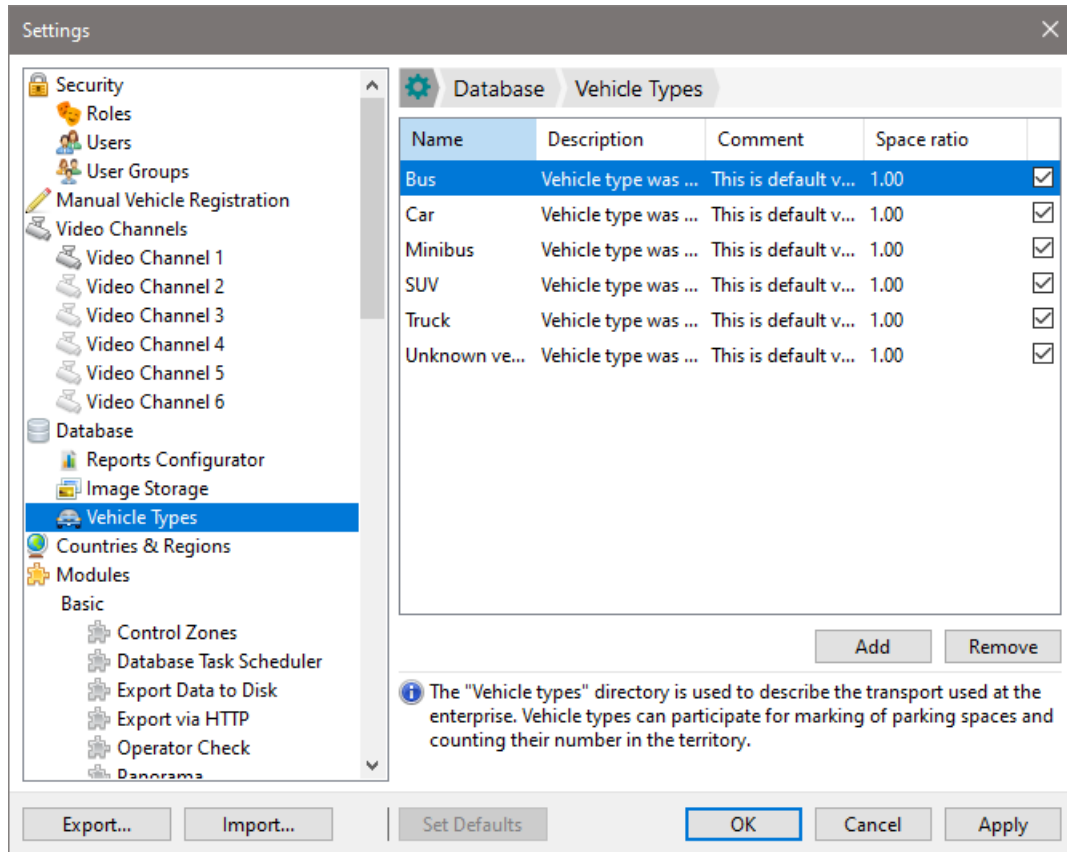 Settings
Security
Roles
Users
User Groups
Manual Vehicle Registration
Video Channels
Video Channel 1
Video Channel 2
Video Channel 3
Video Channel 4
Video Channel 5
Video Channel 6
Database
Reports Configurator
Image Storage
Vehicle Types
Countries & Regions
Modules
Basic
Control Zones
Database Task Scheduler
Export Data to Disk
Export via HTTP
Operator Check
Panorama
Database Vehicle Types
Name Description Comment Space ratio
Bus Vehicle type was ... This is default v... 1.00
Car Vehicle type was ... This is default v... 1.00
Minibus Vehicle type was ... This is default v... 1.00
SUV Vehicle type was ... This is default v... 1.00
Truck Vehicle type was ... This is default v... 1.00
Unknown ve... Vehicle type was ... This is default v... 1.00
Add Remove
The "Vehicle types" directory is used to describe the transport used at the
enterprise. Vehicle types can participate for marking of parking spaces and
counting their number in the territory.
Export... Import... Set Defaults OK Cancel Apply